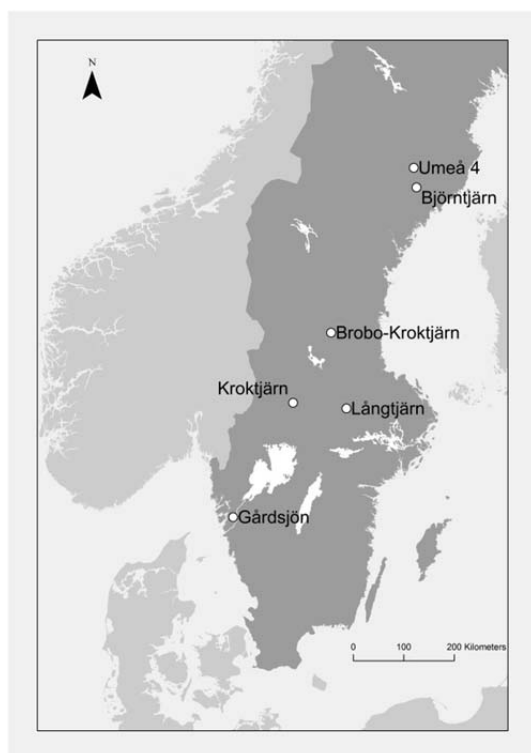 N
Umeå 4
Björntjärn
Brobo-Kroktjärn
Kroktjärn
Långtjärn
Gårdsjön
0 100 200 Kilometers